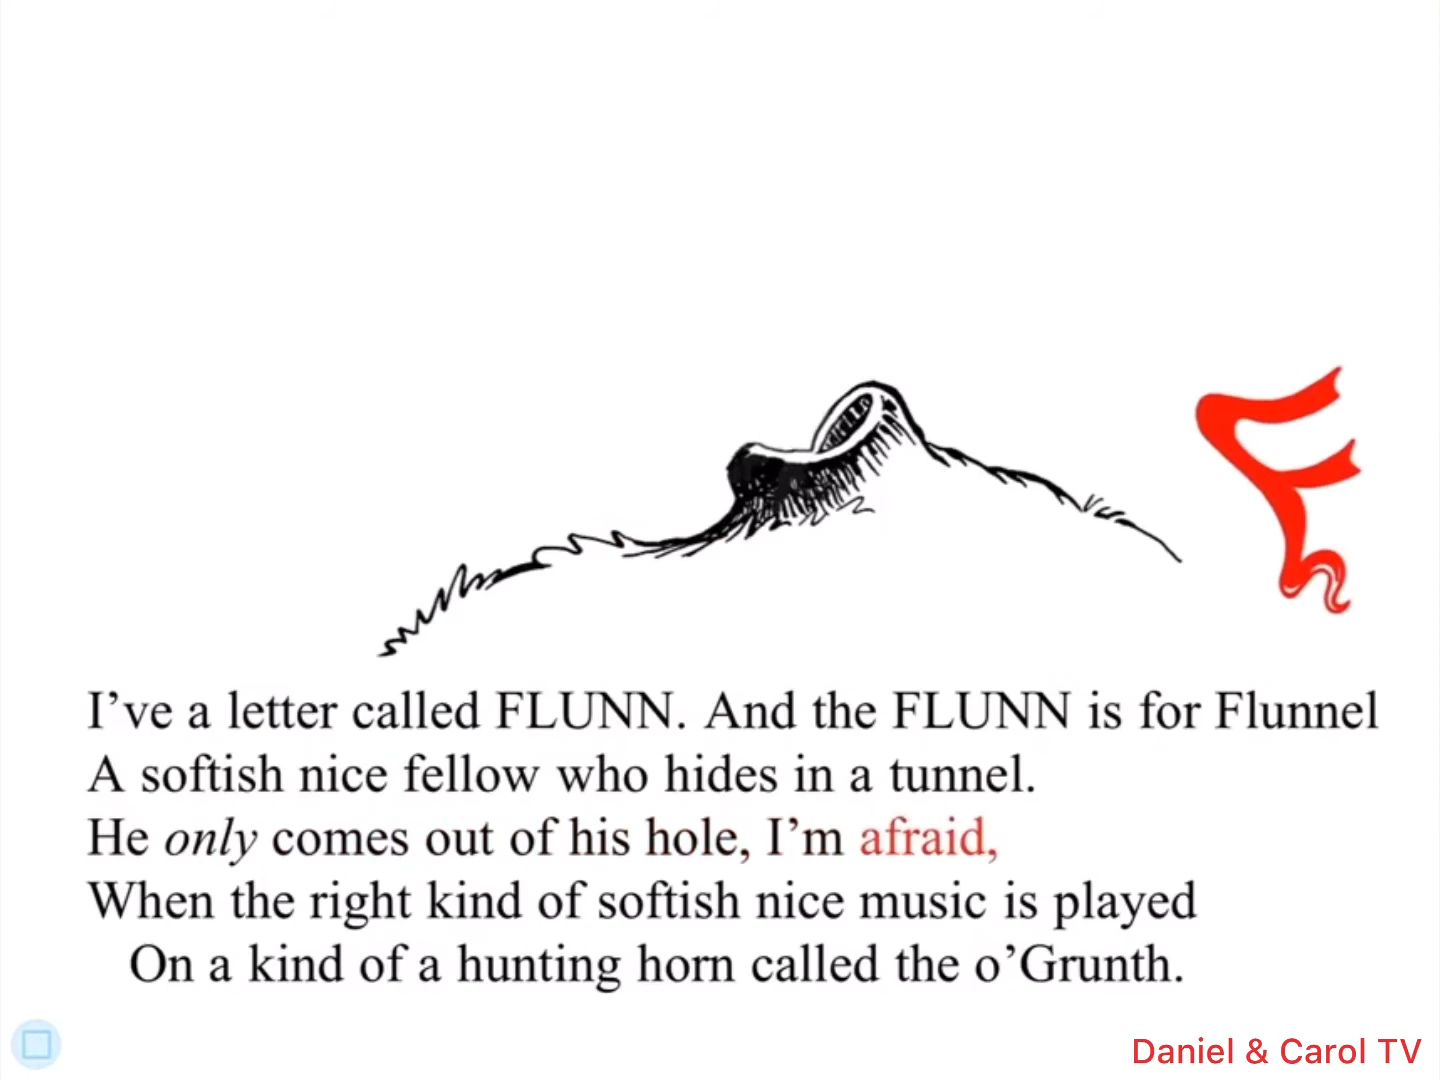 I've a letter called FLUNN. And the FLUNN is for Flunnel
A softish nice fellow who hides in a tunnel.
He only comes out of his hole, I'm afraid,
When the right kind of softish nice music is played
On a kind of a hunting horn called the o'Grunth.
Daniel & Carol TV